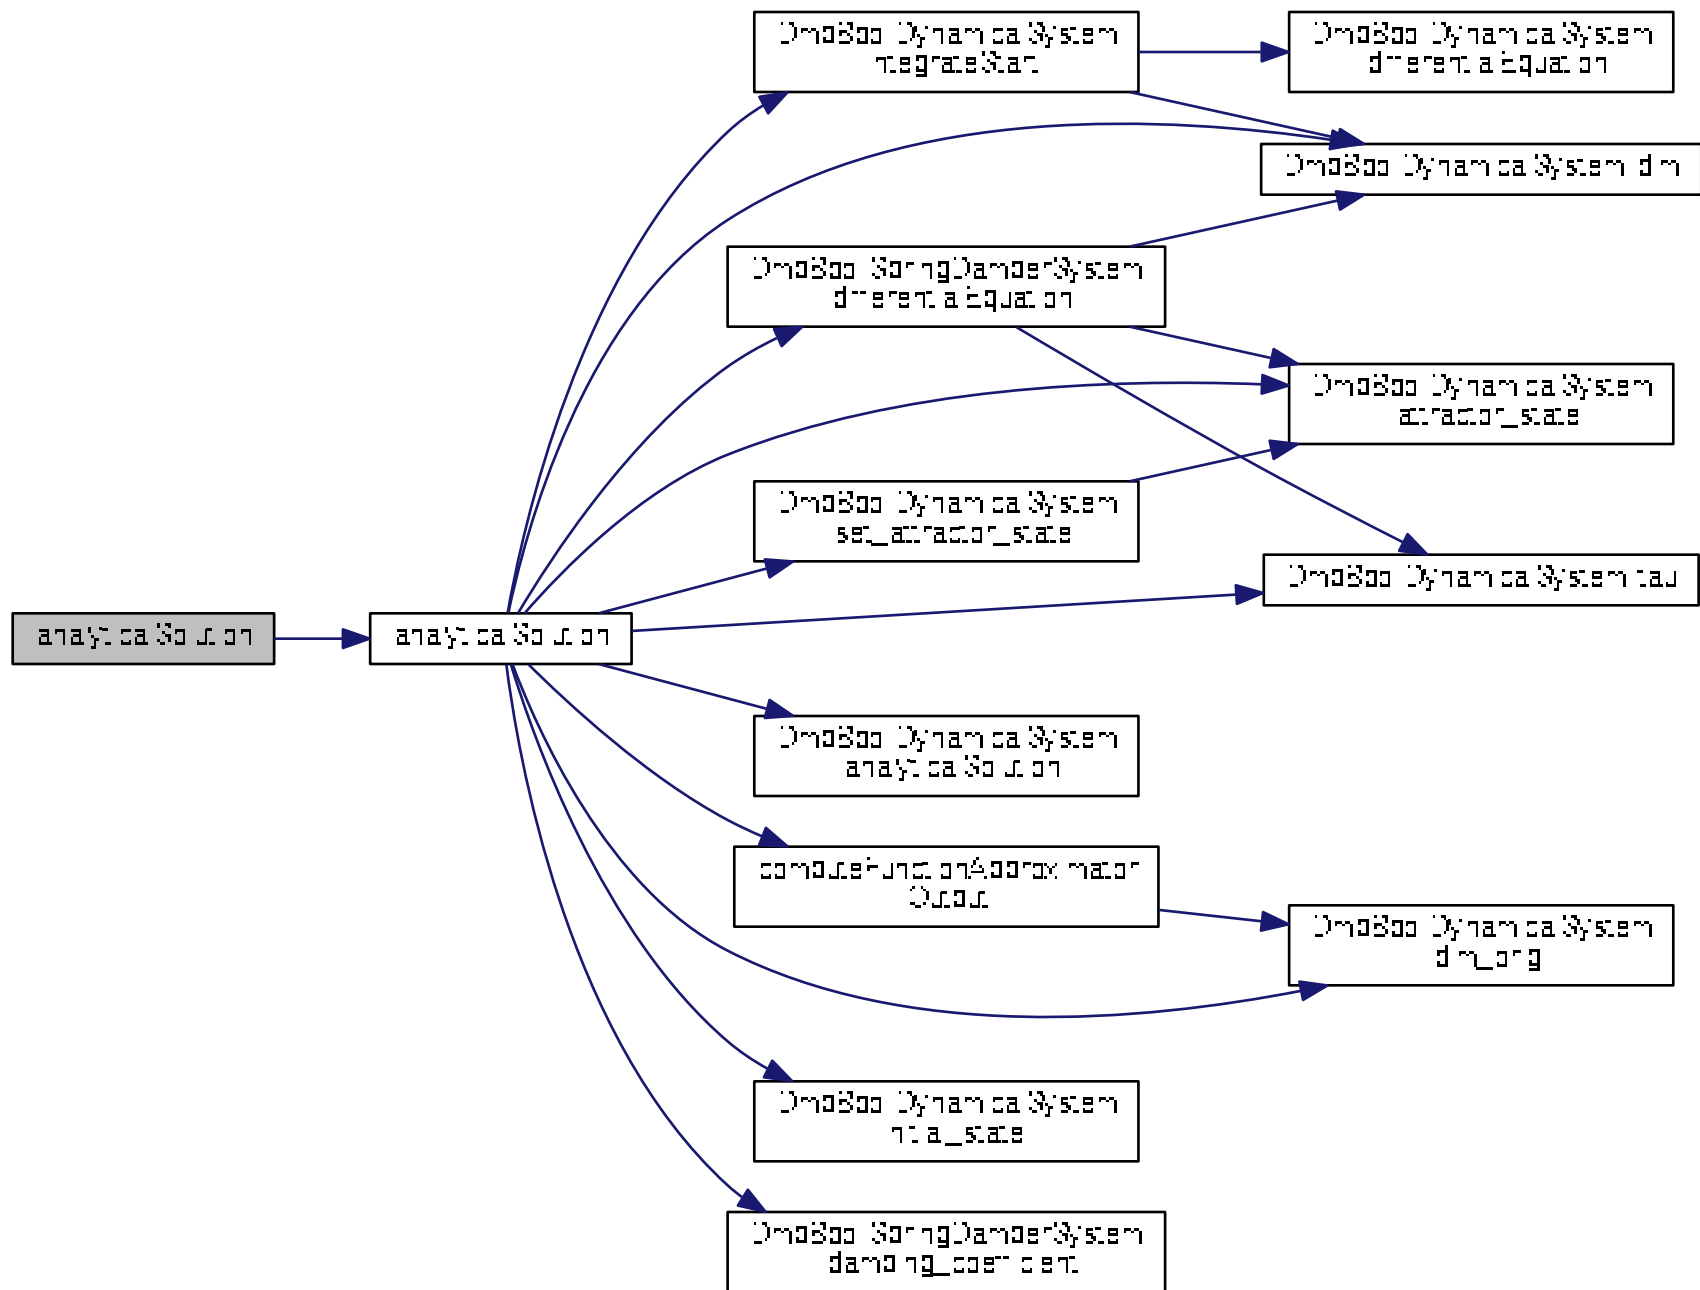 DmpBbo::DynamicalSystem
::integrateStart
DmpBbo::DynamicalSystem
::differentialEquation
DmpBbo::DynamicalSystem::dim
DmpBbo::SpringDamperSystem
::differentialEquation
DmpBbo::DynamicalSystem
::attractor_state
DmpBbo::DynamicalSystem
::set_attractor_state
DmpBbo::DynamicalSystem::tau
analyticalSolution
analyticalSolution
DmpBbo::DynamicalSystem
::analyticalSolution
computeFunctionApproximator
Output
DmpBbo::DynamicalSystem
::dim_orig
DmpBbo::DynamicalSystem
::initial_state
DmpBbo::SpringDamperSystem
::damping_coefficient